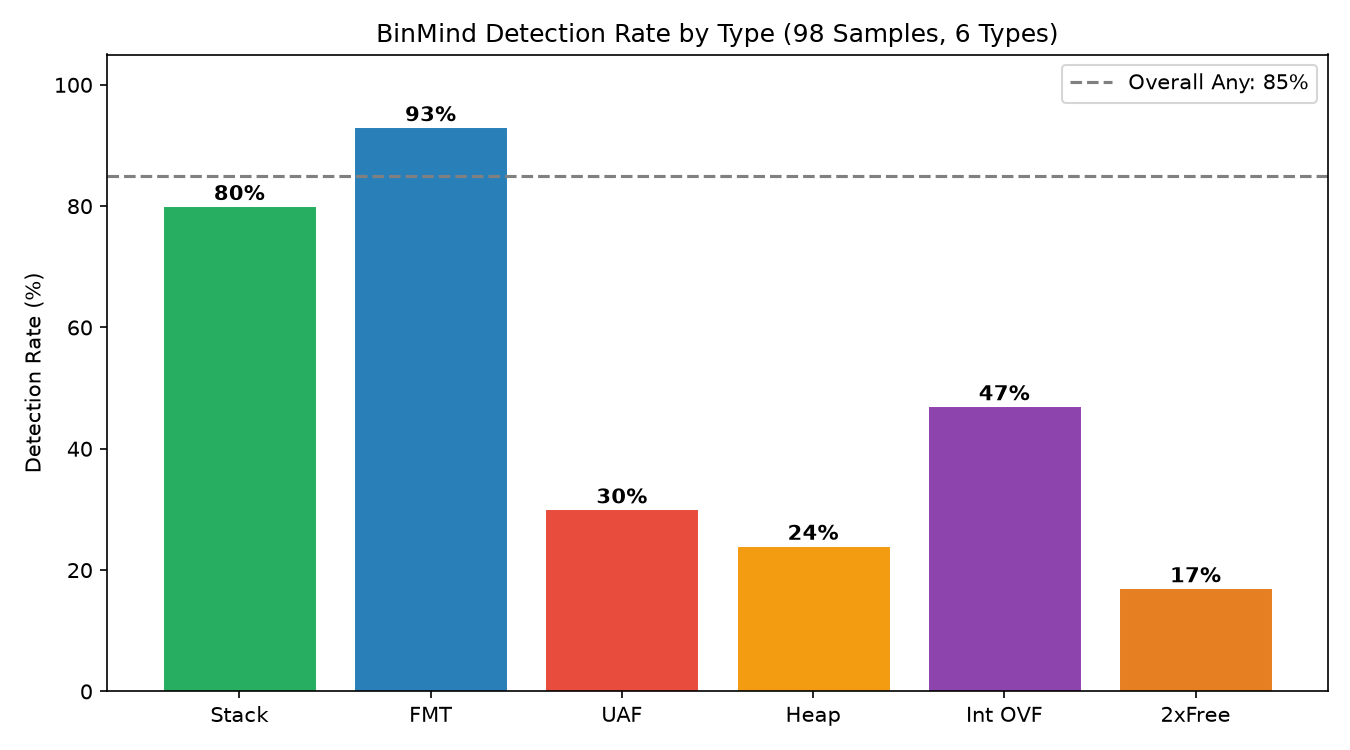 BinMind Detection Rate by Type (98 Samples, 6 Types)
Overall Any: 85%
Detection Rate (%)
100
80
60
40
20
0
80%
93%
30%
24%
47%
17%
Stack
FMT
UAF
Heap
Int OVF
2xFree